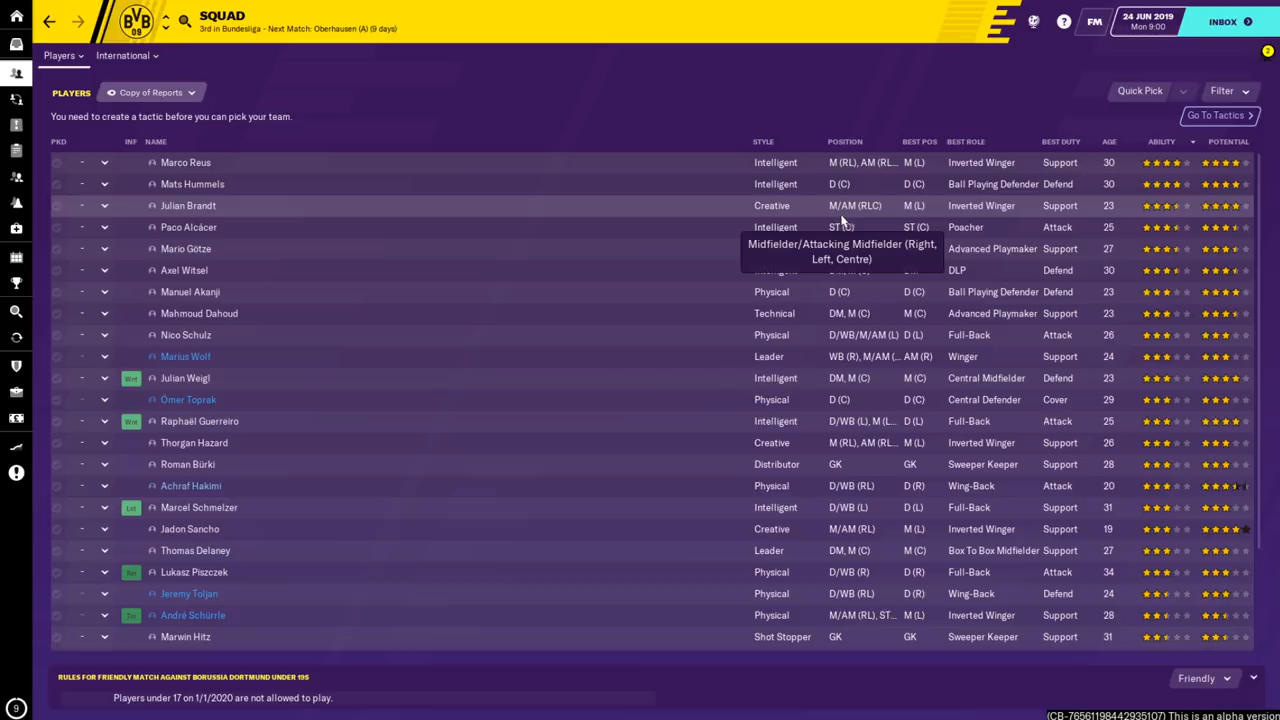 SQUAD
3rd in Bundesliga - Next Match: Oberhausen (A) (9 days)
BVB 09
FM
24 JUN 2019
Mon 9:00
INBOX
Players
International
2
PLAYERS
Copy of Reports
Quick Pick
Filter
You need to create a tactic before you can pick your team.
Go To Tactics
PKD INF NAME STYLE POSITION BEST POS BEST ROLE BEST DUTY AGE ABILITY POTENTIAL
- Marco Reus Intelligent M (RL), AM (RL... M (L) Inverted Winger Support 30
- Mats Hummels Intelligent D (C) D (C) Ball Playing Defender Defend 30
- Julian Brandt Creative M/AM (RLC) M (L) Inverted Winger Support 23
- Paco Alcácer Intelligent ST (C) ST (C) Poacher Attack 25
- Mario Götze Advanced Playmaker Support 27
Midfielder/Attacking Midfielder (Right,
Left, Centre)
- Axel Witsel DLP Defend 30
- Manuel Akanji Physical D (C) D (C) Ball Playing Defender Defend 23
- Mahmoud Dahoud Technical DM, M (C) M (C) Advanced Playmaker Support 23
- Nico Schulz Physical D/WB/M/AM (L) D (L) Full-Back Attack 26
- Marius Wolf Leader WB (R), M/AM (... AM (R) Winger Support 24
- Wnt Julian Weigl Intelligent DM, M (C) M (C) Central Midfielder Defend 23
- Ömer Toprak Physical D (C) D (C) Central Defender Cover 29
- Wnt Raphaël Guerreiro Intelligent D/WB (L), M (L... D (L) Full-Back Attack 25
- Thorgan Hazard Creative M (RL), AM (RL... M (L) Inverted Winger Support 26
- Roman Bürki Distributor GK GK Sweeper Keeper Support 28
- Achraf Hakimi Physical D/WB (RL) D (R) Wing-Back Attack 20
- Lst Marcel Schmelzer Intelligent D/WB (L) D (L) Full-Back Support 31
- Jadon Sancho Creative M/AM (RL) M (L) Inverted Winger Support 19
- Thomas Delaney Leader DM, M (C) M (C) Box To Box Midfielder Support 27
- Lukasz Piszczek Physical D/WB (R) D (R) Full-Back Attack 34
- Jeremy Toljan Physical D/WB (RL) D (R) Wing-Back Defend 24
- André Schürrle Physical M/AM (RL), ST... M (L) Inverted Winger Support 28
- Marwin Hitz Shot Stopper GK GK Sweeper Keeper Support 31
RULES FOR FRIENDLY MATCH AGAINST BORUSSIA DORTMUND UNDER 19S
Friendly
Players under 17 on 1/1/2020 are not allowed to play.
9
(CB-76561198442935107) This is an alpha version